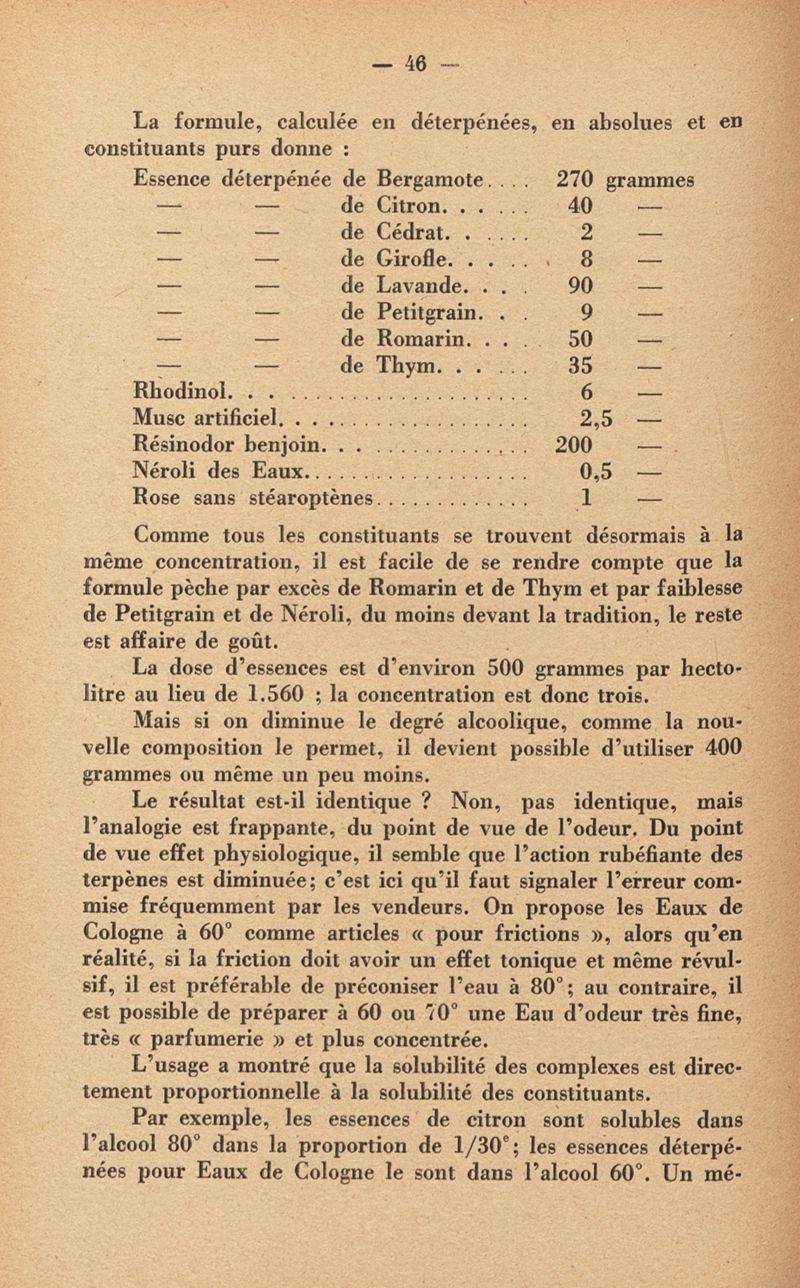 — 46 —
La formule, calculée en déterpénées, en absolues et en
constituants purs donne :
Essence déterpénée de Bergamote. . . . 270 grammes
— — de Citron. . . . . . 40 —
— — de Cédrat. . . . . . 2 —
— — de Girofle. . . . . . 8 —
— — de Lavande. . . . 90 —
— — de Petitgrain. . . 9 —
— — de Romarin. . . . 50 —
— — de Thym. . . . . . 35 —
Rhodinol. . . . . . . . . . . . . . . . . . . . . . . 6 —
Musc artificiel. . . . . . . . . . . . . . . . . . . 2,5 —
Résinodor benjoin. . . . . . . . . . . . . . . . 200 —
Néroli des Eaux. . . . . . . . . . . . . . . . . . 0,5 —
Rose sans stéaroptènes. . . . . . . . . . . . . 1 —
Comme tous les constituants se trouvent désormais à la
même concentration, il est facile de se rendre compte que la
formule pèche par excès de Romarin et de Thym et par faiblesse
de Petitgrain et de Néroli, du moins devant la tradition, le reste
est affaire de goût.
La dose d'essences est d'environ 500 grammes par hecto-
litre au lieu de 1.560 ; la concentration est donc trois.
Mais si on diminue le degré alcoolique, comme la nou-
velle composition le permet, il devient possible d'utiliser 400
grammes ou même un peu moins.
Le résultat est-il identique ? Non, pas identique, mais
l'analogie est frappante, du point de vue de l'odeur. Du point
de vue effet physiologique, il semble que l'action rubéfiante des
terpènes est diminuée; c'est ici qu'il faut signaler l'erreur com-
mise fréquemment par les vendeurs. On propose les Eaux de
Cologne à 60° comme articles « pour frictions », alors qu'en
réalité, si la friction doit avoir un effet tonique et même révul-
sif, il est préférable de préconiser l'eau à 80°; au contraire, il
est possible de préparer à 60 ou 70° une Eau d'odeur très fine,
très « parfumerie » et plus concentrée.
L'usage a montré que la solubilité des complexes est direc-
tement proportionnelle à la solubilité des constituants.
Par exemple, les essences de citron sont solubles dans
l'alcool 80° dans la proportion de 1/30ᵉ; les essences déterpé-
nées pour Eaux de Cologne le sont dans l'alcool 60°. Un mé-